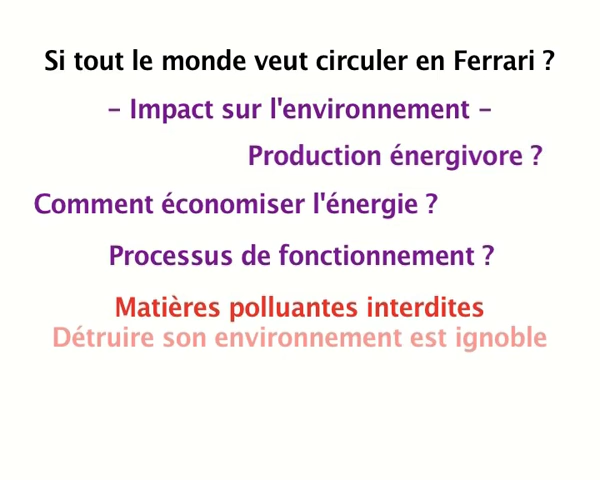 Si tout le monde veut circuler en Ferrari ?
– Impact sur l'environnement –
Production énergivore ?
Comment économiser l'énergie ?
Processus de fonctionnement ?
Matières polluantes interdites
Détruire son environnement est ignoble